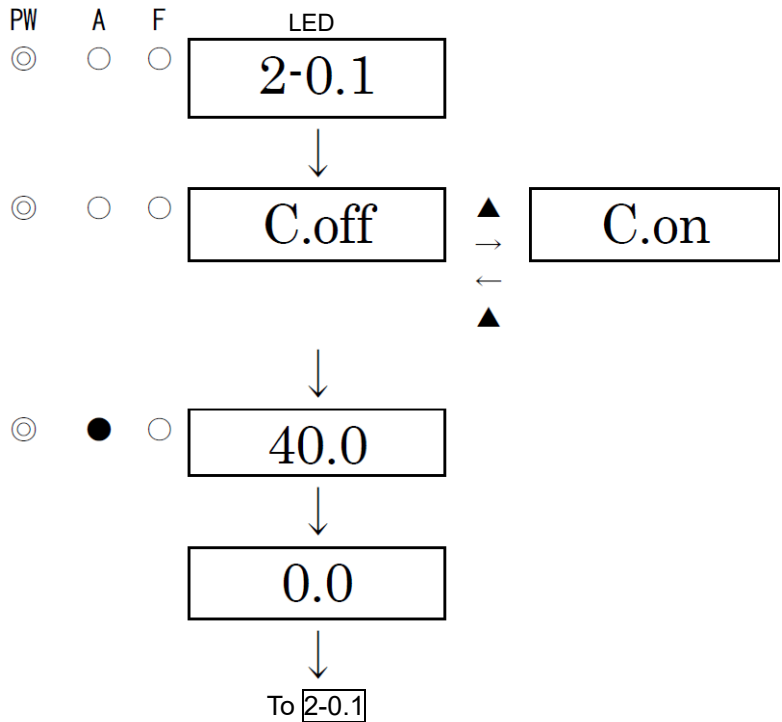 PW A F LED
◎ ○ ○ 2-0.1
↓
◎ ○ ○ C.off ▲ C.on
→
←
▲
↓
◎ ● ○ 40.0
↓
0.0
↓
To 2-0.1